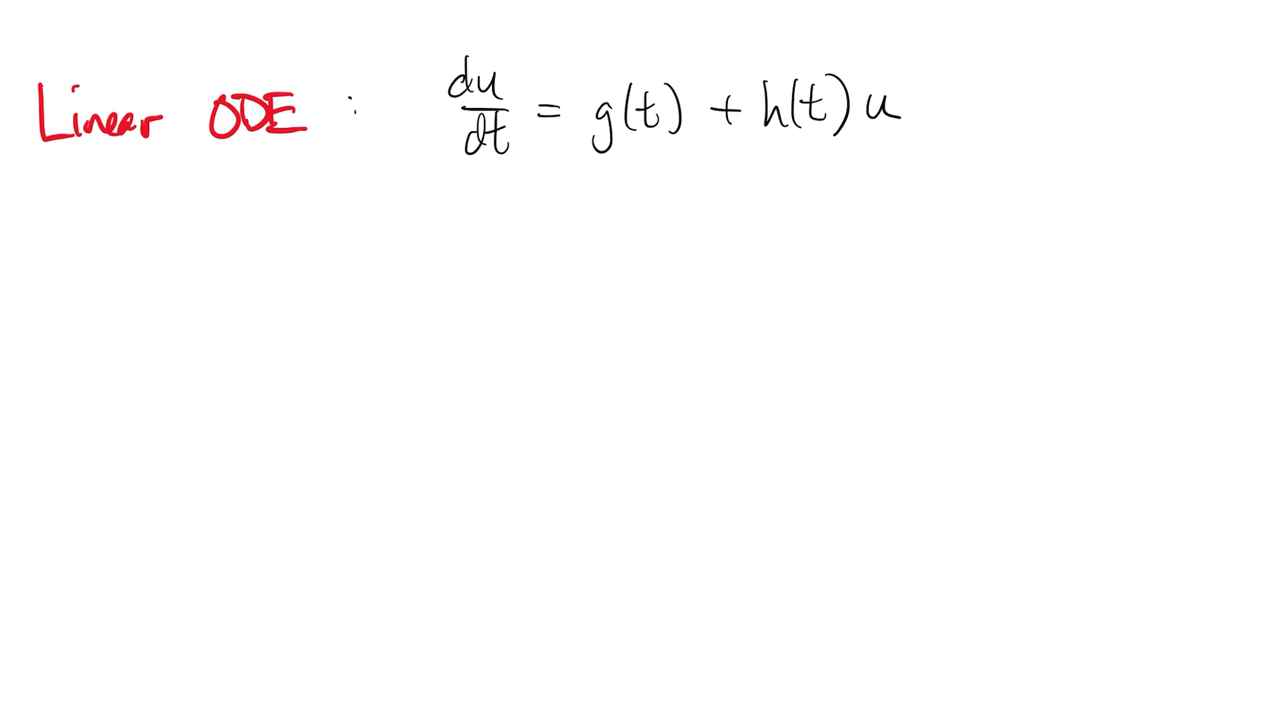 Linear ODE : du/dt = g(t) + h(t) u